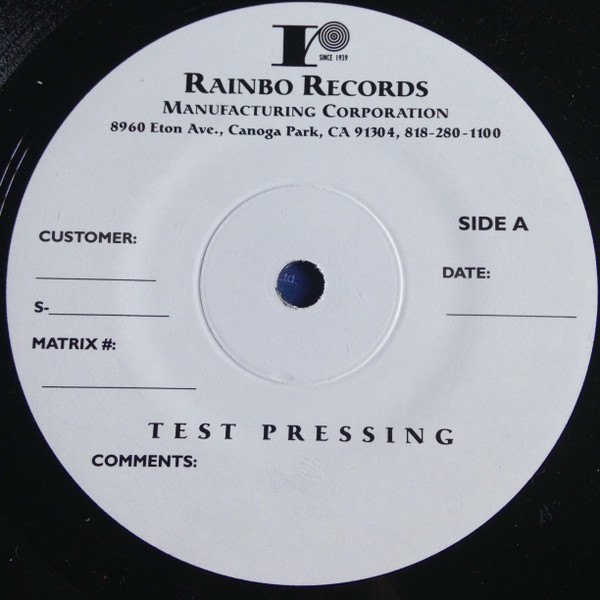 SINCE 1939
RAINBO RECORDS
MANUFACTURING CORPORATION
8960 Eton Ave., Canoga Park, CA 91304, 818-280-1100
SIDE A
CUSTOMER:
DATE:
S-
MATRIX #:
TEST PRESSING
COMMENTS: